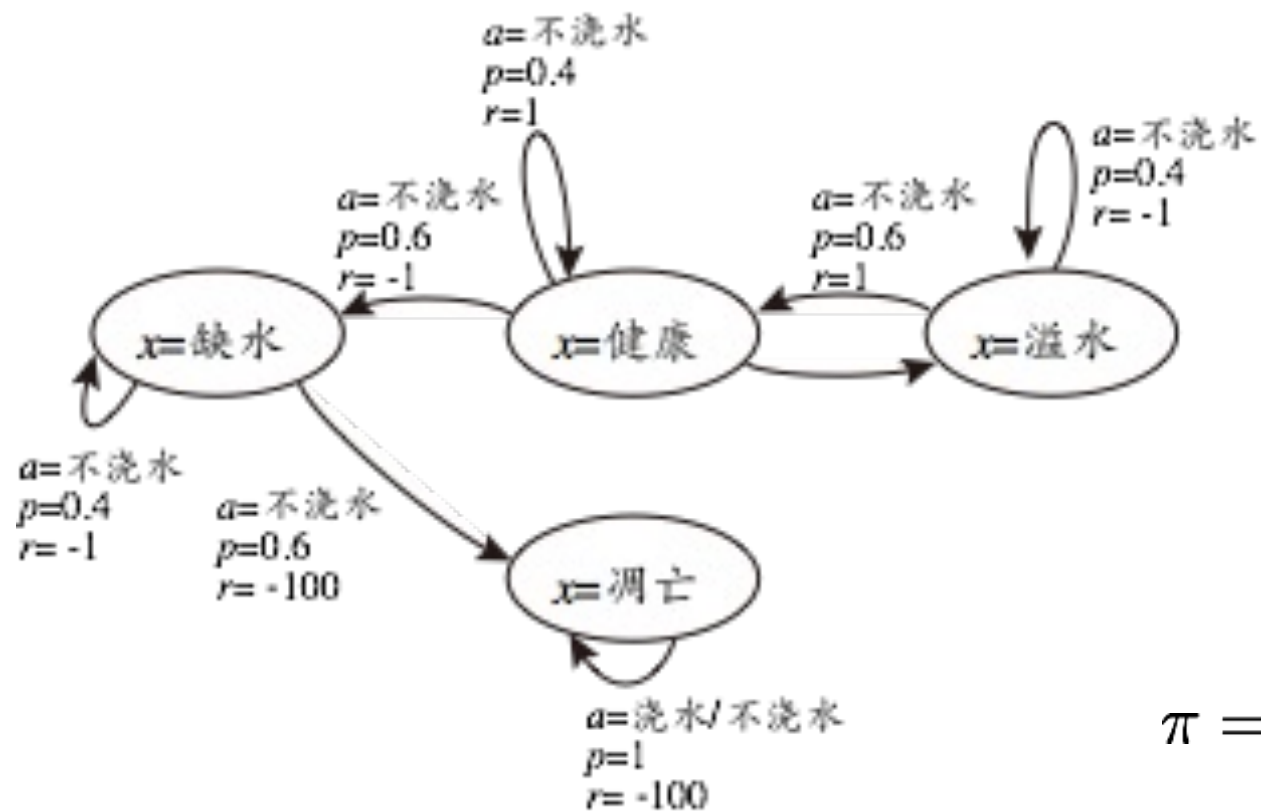 a=不浇水
p=0.4
r=1
a=不浇水
p=0.4
r= -1
a=不浇水
p=0.6
r= -1
a=不浇水
p=0.6
r=1
x=缺水
x=健康
x=溢水
a=不浇水
p=0.4
r= -1
a=不浇水
p=0.6
r= -100
x=凋亡
a=浇水/不浇水
p=1
r= -100
π =